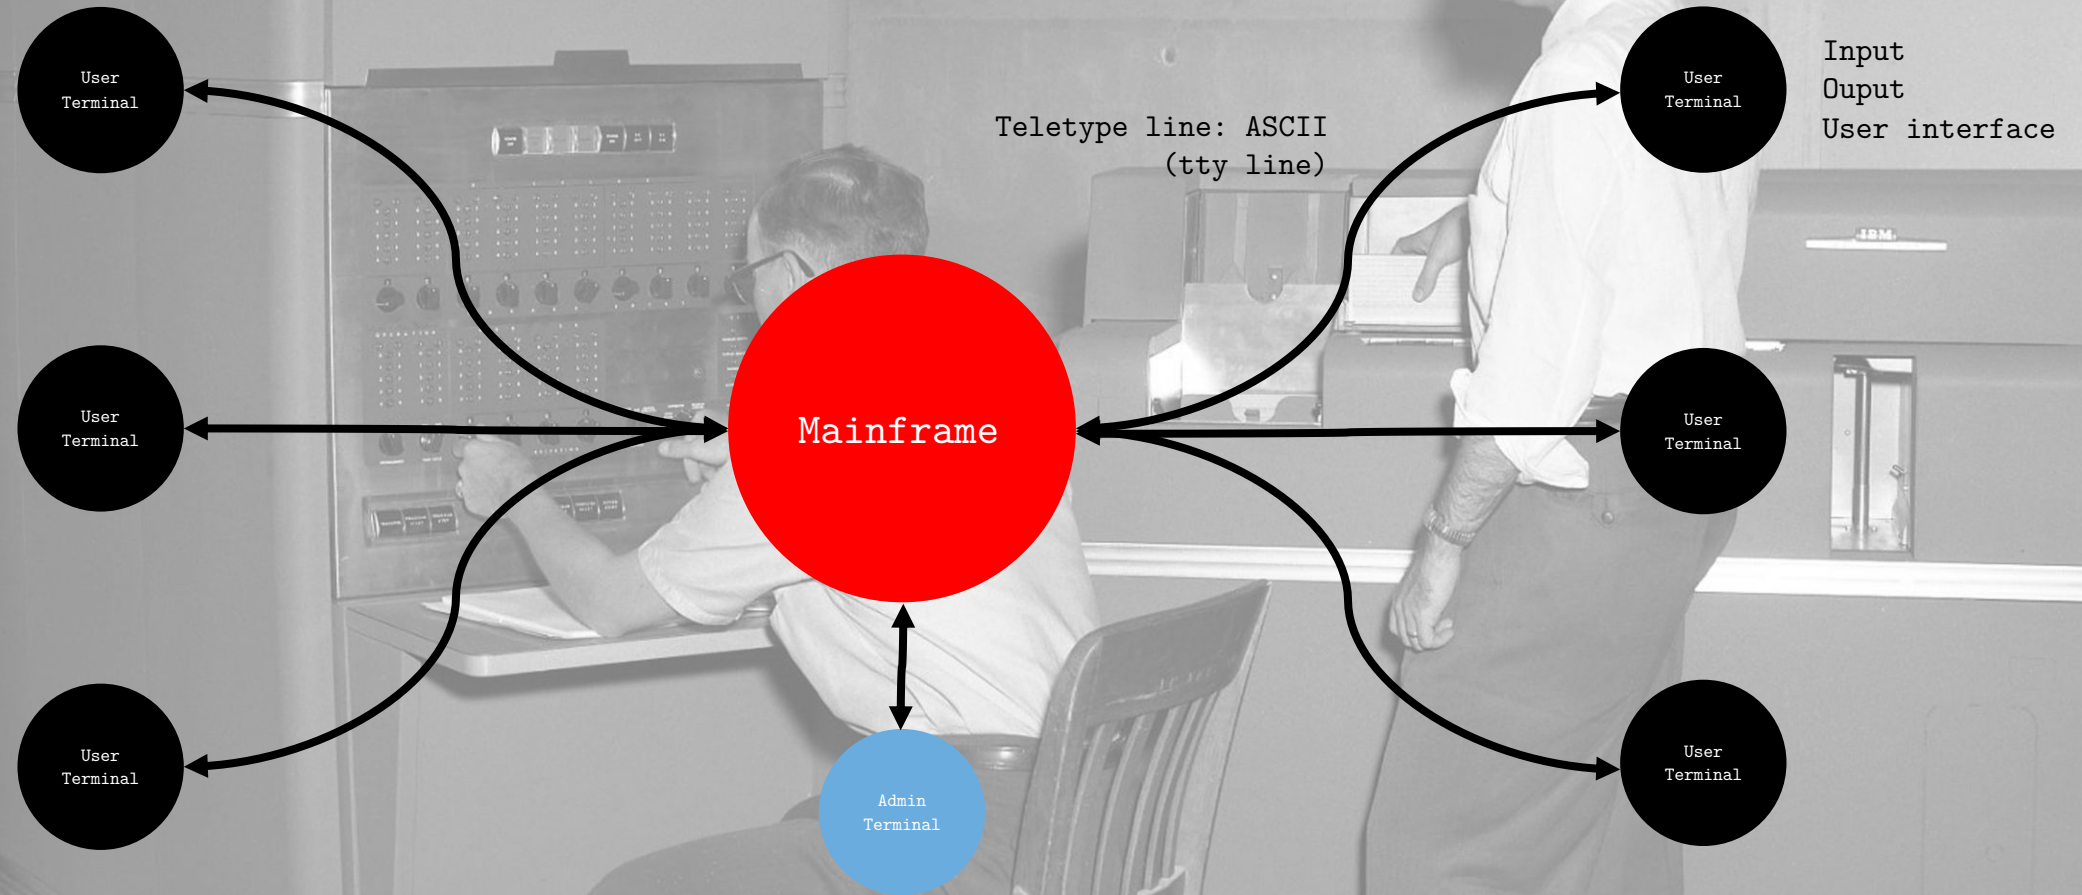 User
Terminal
User
Terminal
Input
Ouput
User interface
Teletype line: ASCII
(tty line)
IBM
User
Terminal
Mainframe
User
Terminal
User
Terminal
User
Terminal
Admin
Terminal